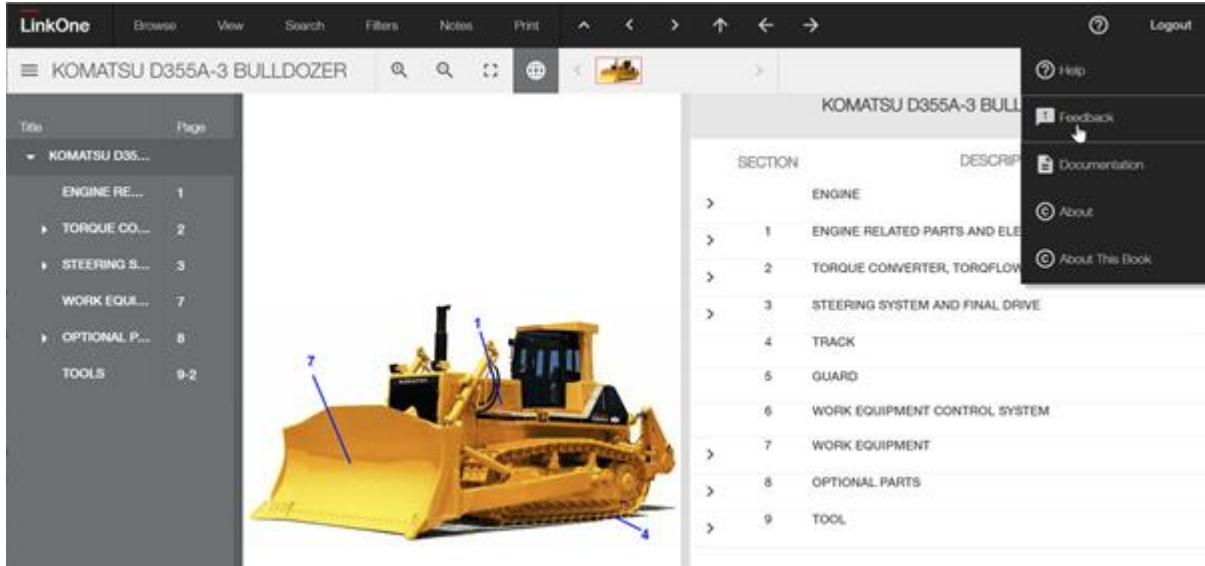 LinkOne Browse View Search Filters Notes Print Logout
KOMATSU D355A-3 BULLDOZER
Help
Feedback
Documentation
About
About This Book
Title Page
KOMATSU D35...
ENGINE RE... 1
TORQUE CO... 2
STEERING S... 3
WORK EQUI... 7
OPTIONAL P... 8
TOOLS 9-2
7
1
KOMATSU
4
KOMATSU D355A-3 BULL
SECTION DESCRIP
ENGINE
1 ENGINE RELATED PARTS AND ELE
2 TORQUE CONVERTER, TORQFLOW
3 STEERING SYSTEM AND FINAL DRIVE
4 TRACK
5 GUARD
6 WORK EQUIPMENT CONTROL SYSTEM
7 WORK EQUIPMENT
8 OPTIONAL PARTS
9 TOOL